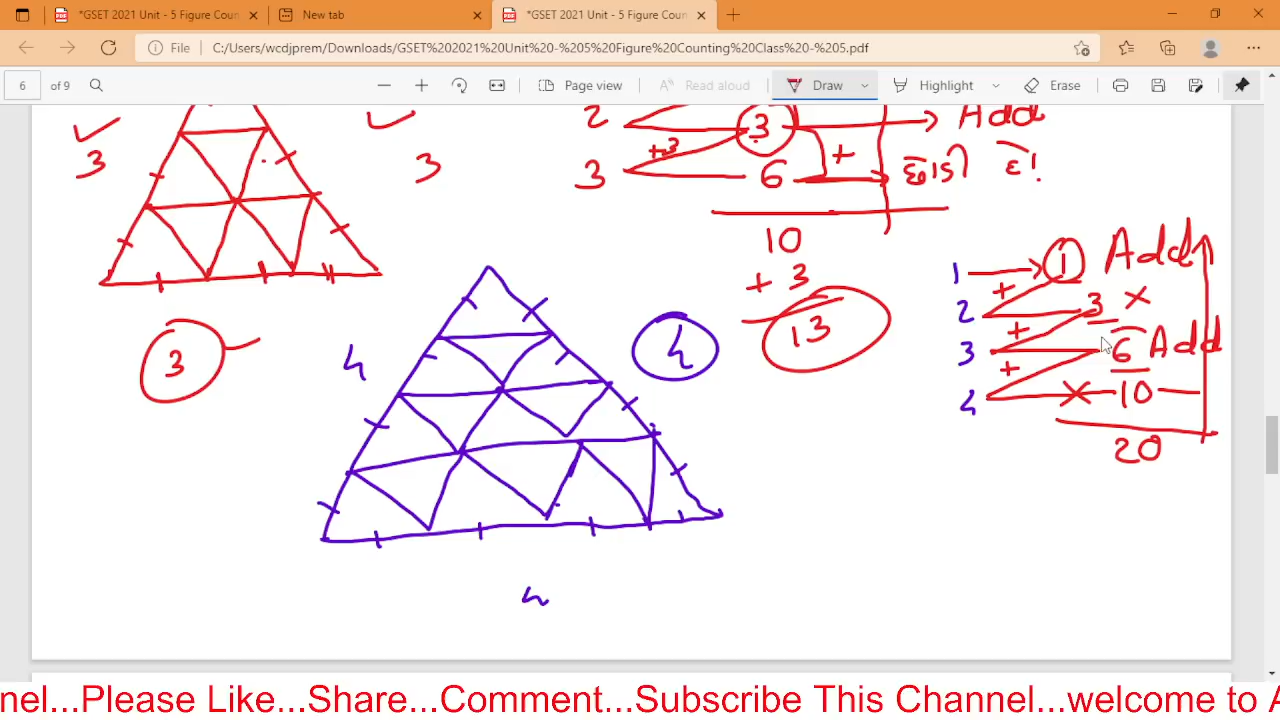 *GSET 2021 Unit - 5 Figure Coun
New tab
*GSET 2021 Unit - 5 Figure Coun
File
C:/Users/wcdjprem/Downloads/GSET%202021%20Unit%20-%205%20Figure%20Counting%20Class%20-%205.pdf
6 of 9
Page view
Read aloud
Draw
Highlight
Erase
3
3
2 3 Add
3 +3 6 +
10
+ 3
13
3
4
4
4
1 1 Add
+
2 3 ×
+
3 6 Add
+
4 × 10
20
nel...Please Like...Share...Comment...Subscribe This Channel...welcome to A